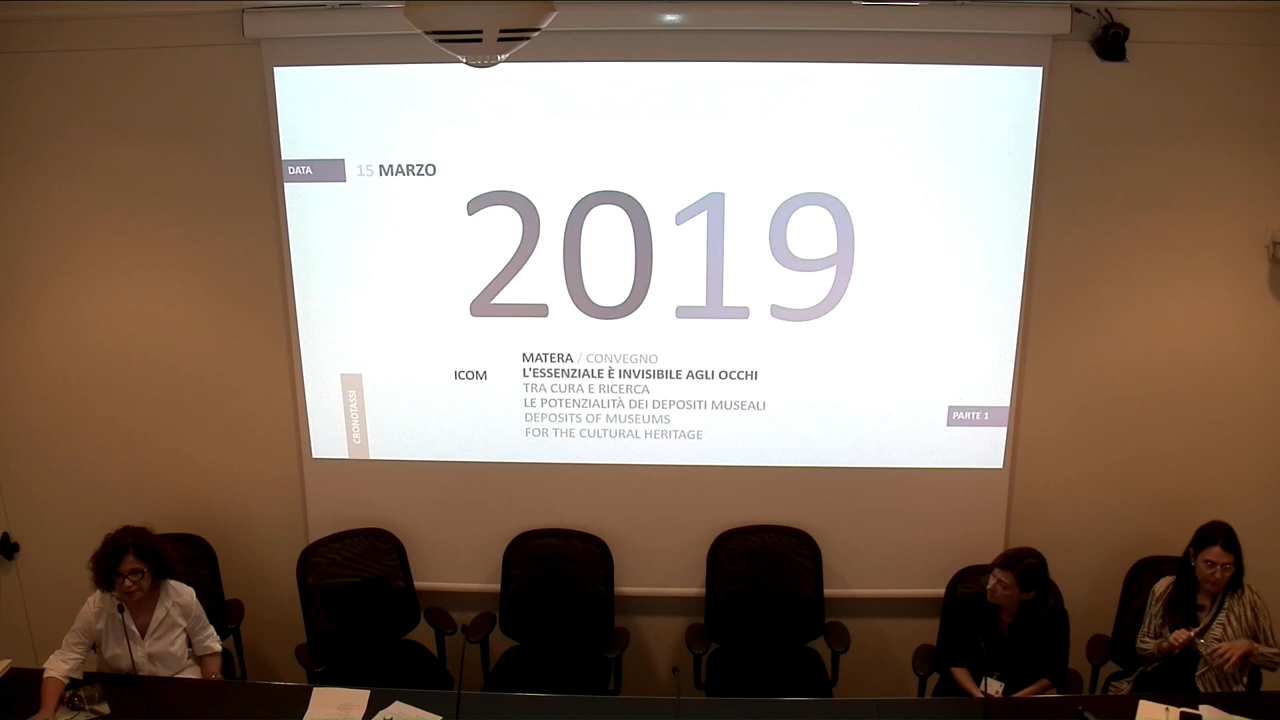 DATA
15 MARZO
2019
MATERA / CONVEGNO
ICOM
L'ESSENZIALE È INVISIBILE AGLI OCCHI
TRA CURA E RICERCA
LE POTENZIALITÀ DEI DEPOSITI MUSEALI
DEPOSITS OF MUSEUMS
FOR THE CULTURAL HERITAGE
CRONOTASSI
PARTE 1